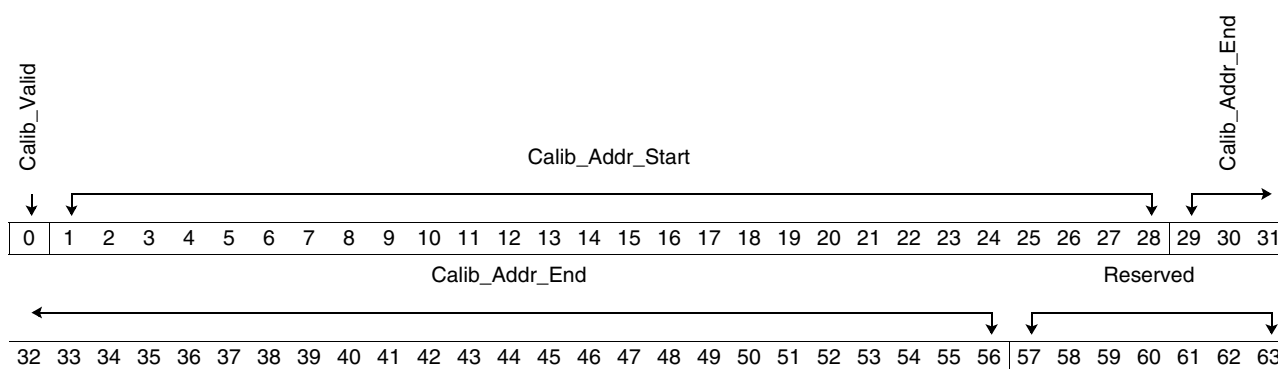 Calib_Valid
Calib_Addr_Start
Calib_Addr_End
0 1 2 3 4 5 6 7 8 9 10 11 12 13 14 15 16 17 18 19 20 21 22 23 24 25 26 27 28 29 30 31
Calib_Addr_End Reserved
32 33 34 35 36 37 38 39 40 41 42 43 44 45 46 47 48 49 50 51 52 53 54 55 56 57 58 59 60 61 62 63